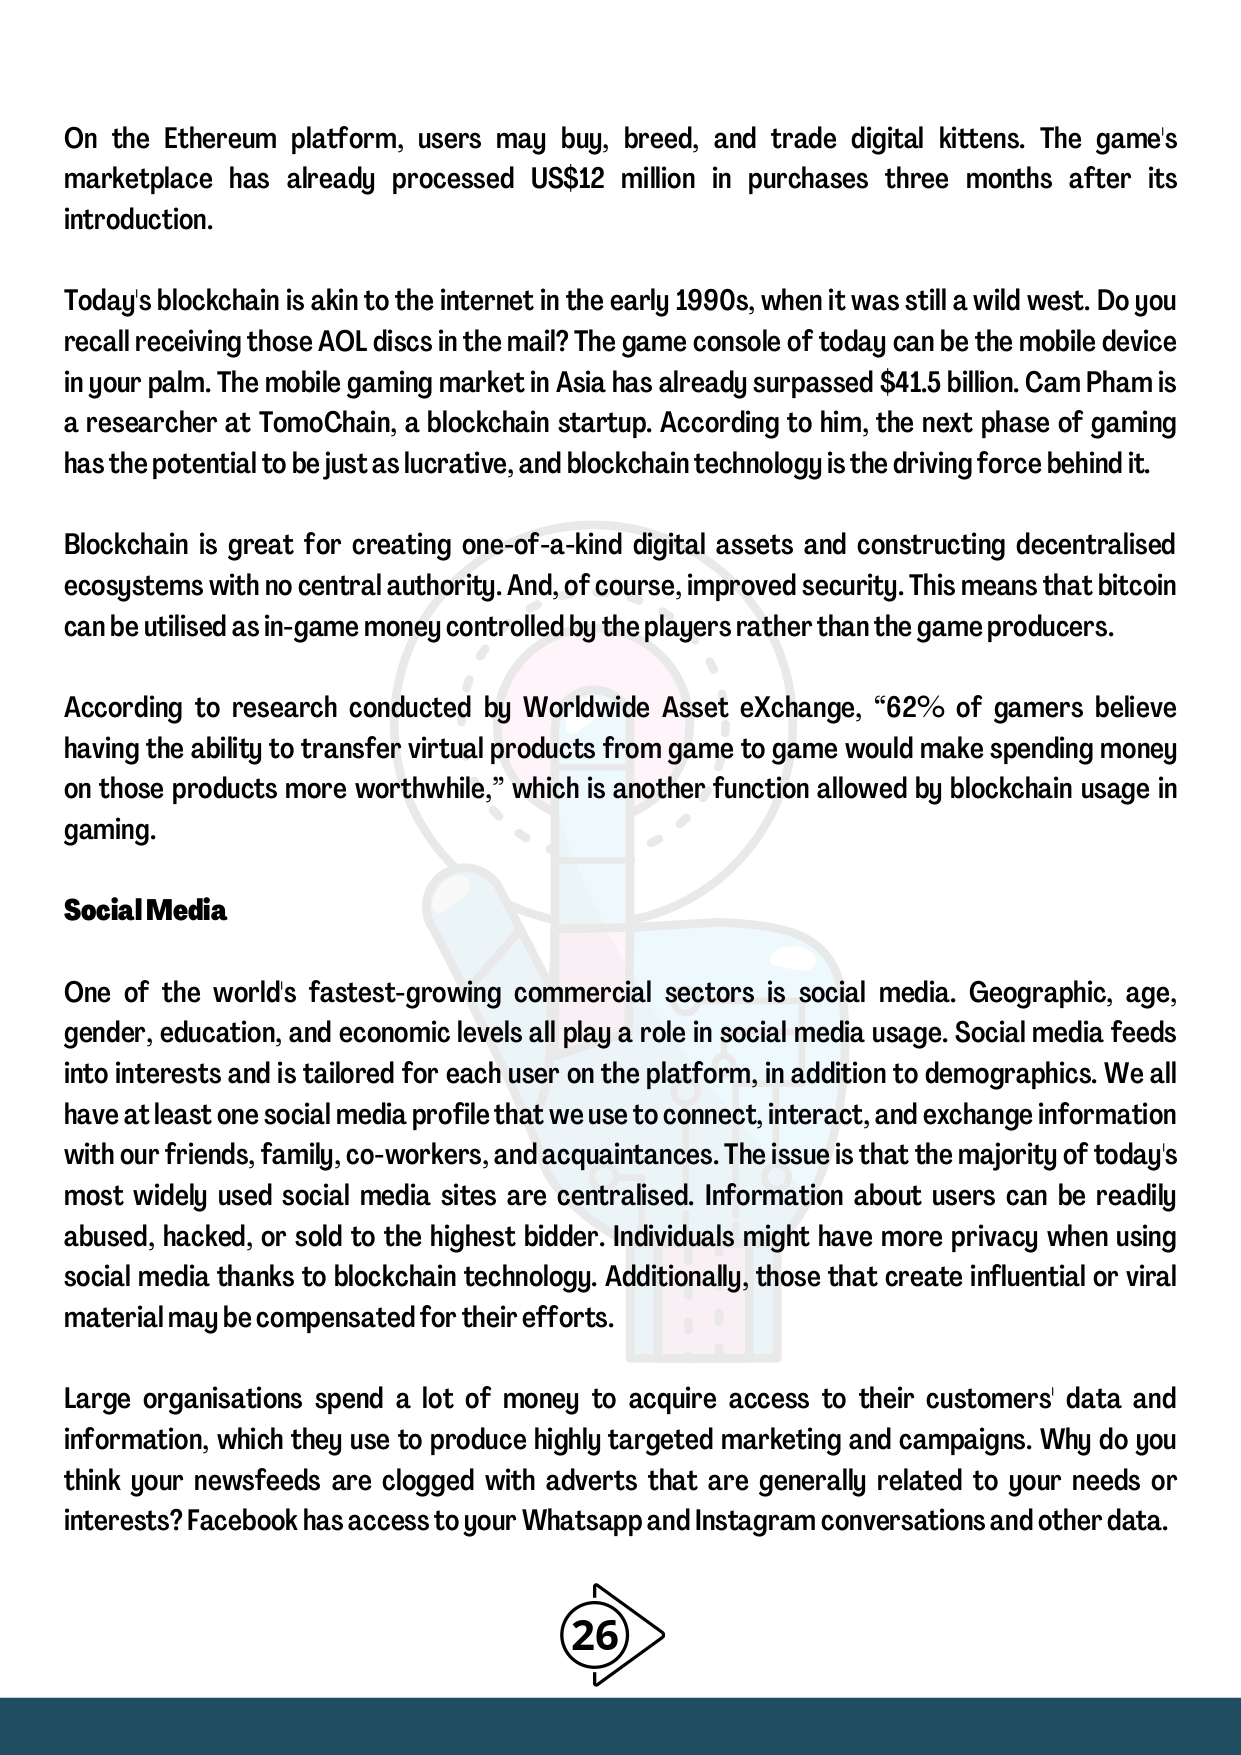 On the Ethereum platform, users may buy, breed, and trade digital kittens. The game's
marketplace has already processed US$12 million in purchases three months after its
introduction.
Today's blockchain is akin to the internet in the early 1990s, when it was still a wild west. Do you
recall receiving those AOL discs in the mail? The game console of today can be the mobile device
in your palm. The mobile gaming market in Asia has already surpassed $41.5 billion. Cam Pham is
a researcher at TomoChain, a blockchain startup. According to him, the next phase of gaming
has the potential to be just as lucrative, and blockchain technology is the driving force behind it.
Blockchain is great for creating one-of-a-kind digital assets and constructing decentralised
ecosystems with no central authority. And, of course, improved security. This means that bitcoin
can be utilised as in-game money controlled by the players rather than the game producers.
According to research conducted by Worldwide Asset eXchange, “62% of gamers believe
having the ability to transfer virtual products from game to game would make spending money
on those products more worthwhile,” which is another function allowed by blockchain usage in
gaming.
Social Media
One of the world's fastest-growing commercial sectors is social media. Geographic, age,
gender, education, and economic levels all play a role in social media usage. Social media feeds
into interests and is tailored for each user on the platform, in addition to demographics. We all
have at least one social media profile that we use to connect, interact, and exchange information
with our friends, family, co-workers, and acquaintances. The issue is that the majority of today's
most widely used social media sites are centralised. Information about users can be readily
abused, hacked, or sold to the highest bidder. Individuals might have more privacy when using
social media thanks to blockchain technology. Additionally, those that create influential or viral
material may be compensated for their efforts.
Large organisations spend a lot of money to acquire access to their customers' data and
information, which they use to produce highly targeted marketing and campaigns. Why do you
think your newsfeeds are clogged with adverts that are generally related to your needs or
interests? Facebook has access to your Whatsapp and Instagram conversations and other data.
26